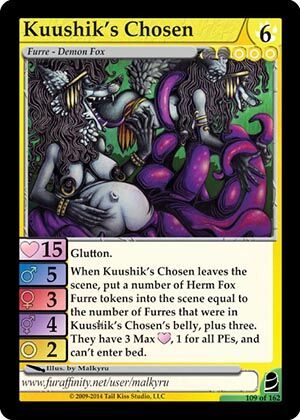 Kuushik's Chosen
6
Furre - Demon Fox
15
Glutton.
5
When Kuushik's Chosen leaves the
scene, put a number of Herm Fox
3
Furre tokens into the scene equal to
the number of Furres that were in
4
Kuushik's Chosen's belly, plus three.
They have 3 Max, 1 for all PEs, and
2
can't enter bed.
Illus. by Malkyru
www.furaffinity.net/user/malkyru
109 of 162
© 2009-2014 Tail Kiss Studio, LLC